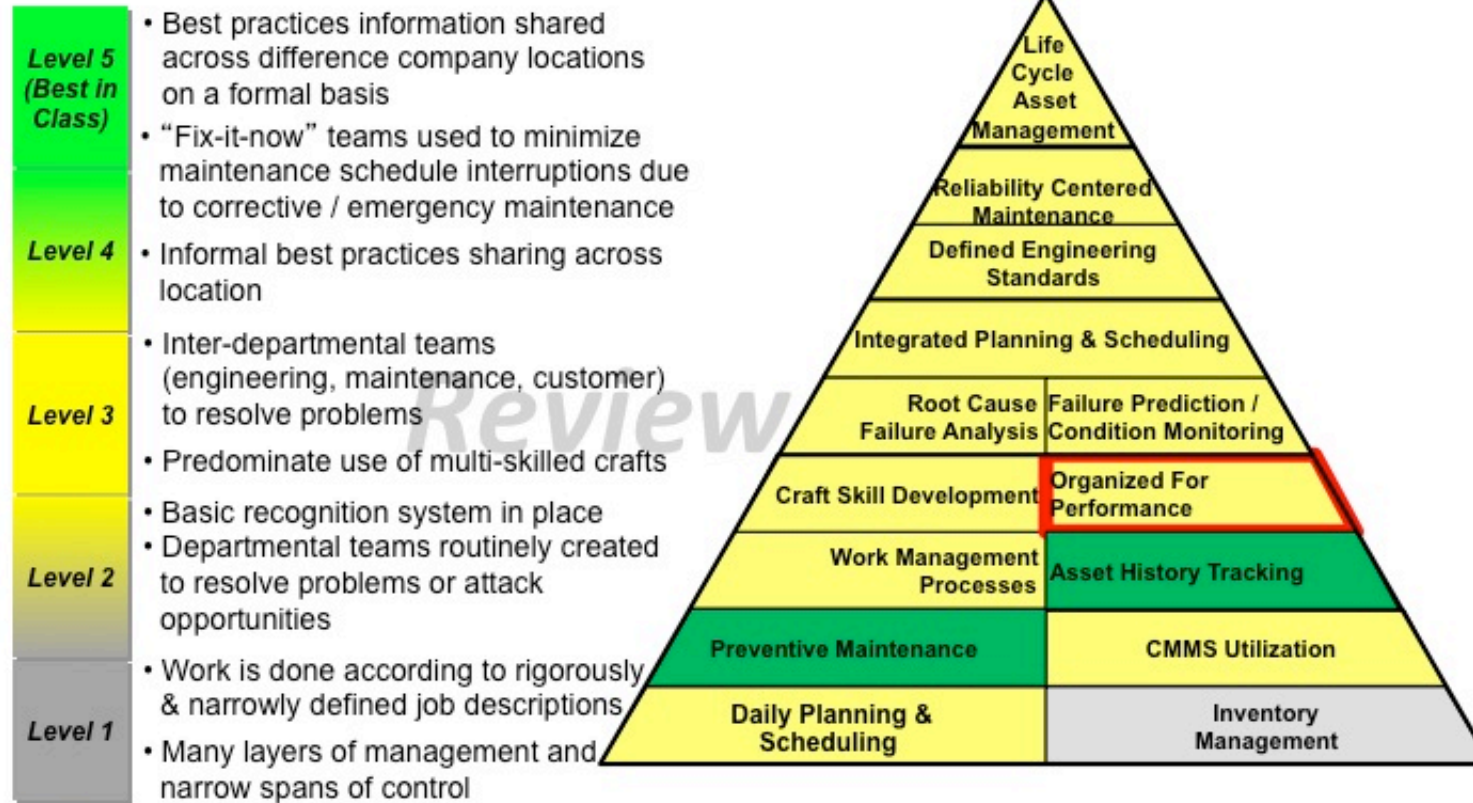 Level 5
(Best in
Class)
• Best practices information shared
across difference company locations
on a formal basis
• “Fix-it-now” teams used to minimize
maintenance schedule interruptions due
to corrective / emergency maintenance
Level 4
• Informal best practices sharing across
location
Level 3
• Inter-departmental teams
(engineering, maintenance, customer)
to resolve problems
• Predominate use of multi-skilled crafts
Level 2
• Basic recognition system in place
• Departmental teams routinely created
to resolve problems or attack
opportunities
Level 1
• Work is done according to rigorously
& narrowly defined job descriptions
• Many layers of management and
narrow spans of control
Review
Life
Cycle
Asset
Management
Reliability Centered
Maintenance
Defined Engineering
Standards
Integrated Planning & Scheduling
Root Cause
Failure Analysis
Failure Prediction /
Condition Monitoring
Craft Skill Development
Organized For
Performance
Work Management
Processes
Asset History Tracking
Preventive Maintenance
CMMS Utilization
Daily Planning &
Scheduling
Inventory
Management